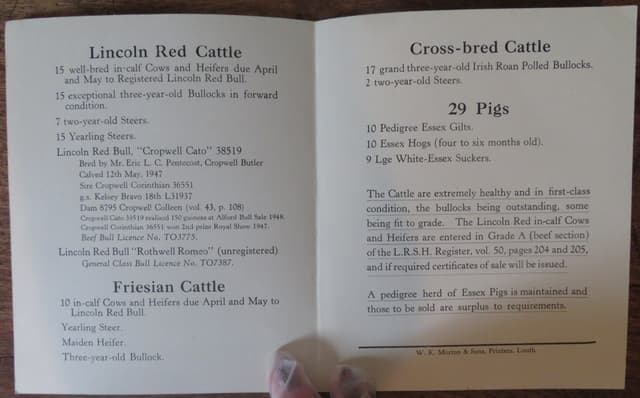 Lincoln Red Cattle
15 well-bred in-calf Cows and Heifers due April
and May to Registered Lincoln Red Bull.
15 exceptional three-year-old Bullocks in forward
condition.
7 two-year-old Steers.
15 Yearling Steers.
Lincoln Red Bull, "Cropwell Cato" 38519
Bred by Mr. Eric L. C. Pentecost, Cropwell Butler
Calved 12th May, 1947
Sire Cropwell Corinthian 36551
g.s. Kelsey Bravo 18th L31937
Dam 8795 Cropwell Colleen (vol. 43, p. 108)
Cropwell Cato 38519 realised 150 guineas at Alford Bull Sale 1948.
Cropwell Corinthian 36551 won 2nd prize Royal Show 1947.
Beef Bull Licence No. TO3775.
Lincoln Red Bull "Rothwell Romeo" (unregistered)
General Class Bull Licence No. TO7387.
Friesian Cattle
10 in-calf Cows and Heifers due April and May to
Lincoln Red Bull.
Yearling Steer.
Maiden Heifer.
Three-year-old Bullock.
Cross-bred Cattle
17 grand three-year-old Irish Roan Polled Bullocks.
2 two-year-old Steers.
29 Pigs
10 Pedigree Essex Gilts.
10 Essex Hogs (four to six months old).
9 Lge White-Essex Suckers.
The Cattle are extremely healthy and in first-class
condition, the bullocks being outstanding, some
being fit to grade. The Lincoln Red in-calf Cows
and Heifers are entered in Grade A (beef section)
of the L.R.S.H. Register, vol. 50, pages 204 and 205,
and if required certificates of sale will be issued.
A pedigree herd of Essex Pigs is maintained and
those to be sold are surplus to requirements.
W. K. Morton & Sons, Printers, Louth